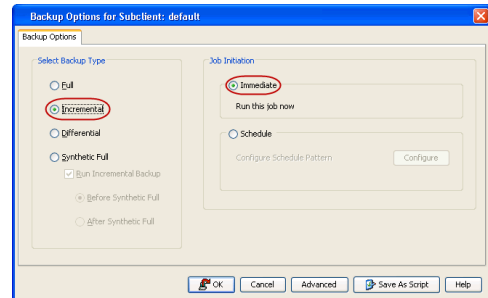 Backup Options for Subclient: default
Backup Options
Select Backup Type
Full
Incremental
Differential
Synthetic Full
Run Incremental Backup
Before Synthetic Full
After Synthetic Full
Job Initiation
Immediate
Run this job now
Schedule
Configure Schedule Pattern
Configure
OK
Cancel
Advanced
Save As Script
Help